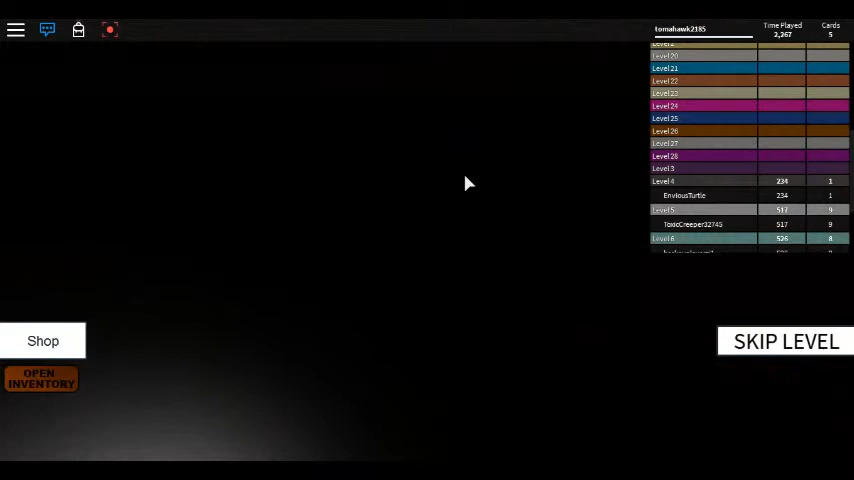 tomahawk2185 Time Played Cards
2,267 5
Level 2
Level 20
Level 21
Level 22
Level 23
Level 24
Level 25
Level 26
Level 27
Level 28
Level 3
Level 4 234 1
EnviousTurtle 234 1
Level 5 517 9
ToxicCreeper32745 517 9
Level 6 526 8
Shop
SKIP LEVEL
OPEN
INVENTORY